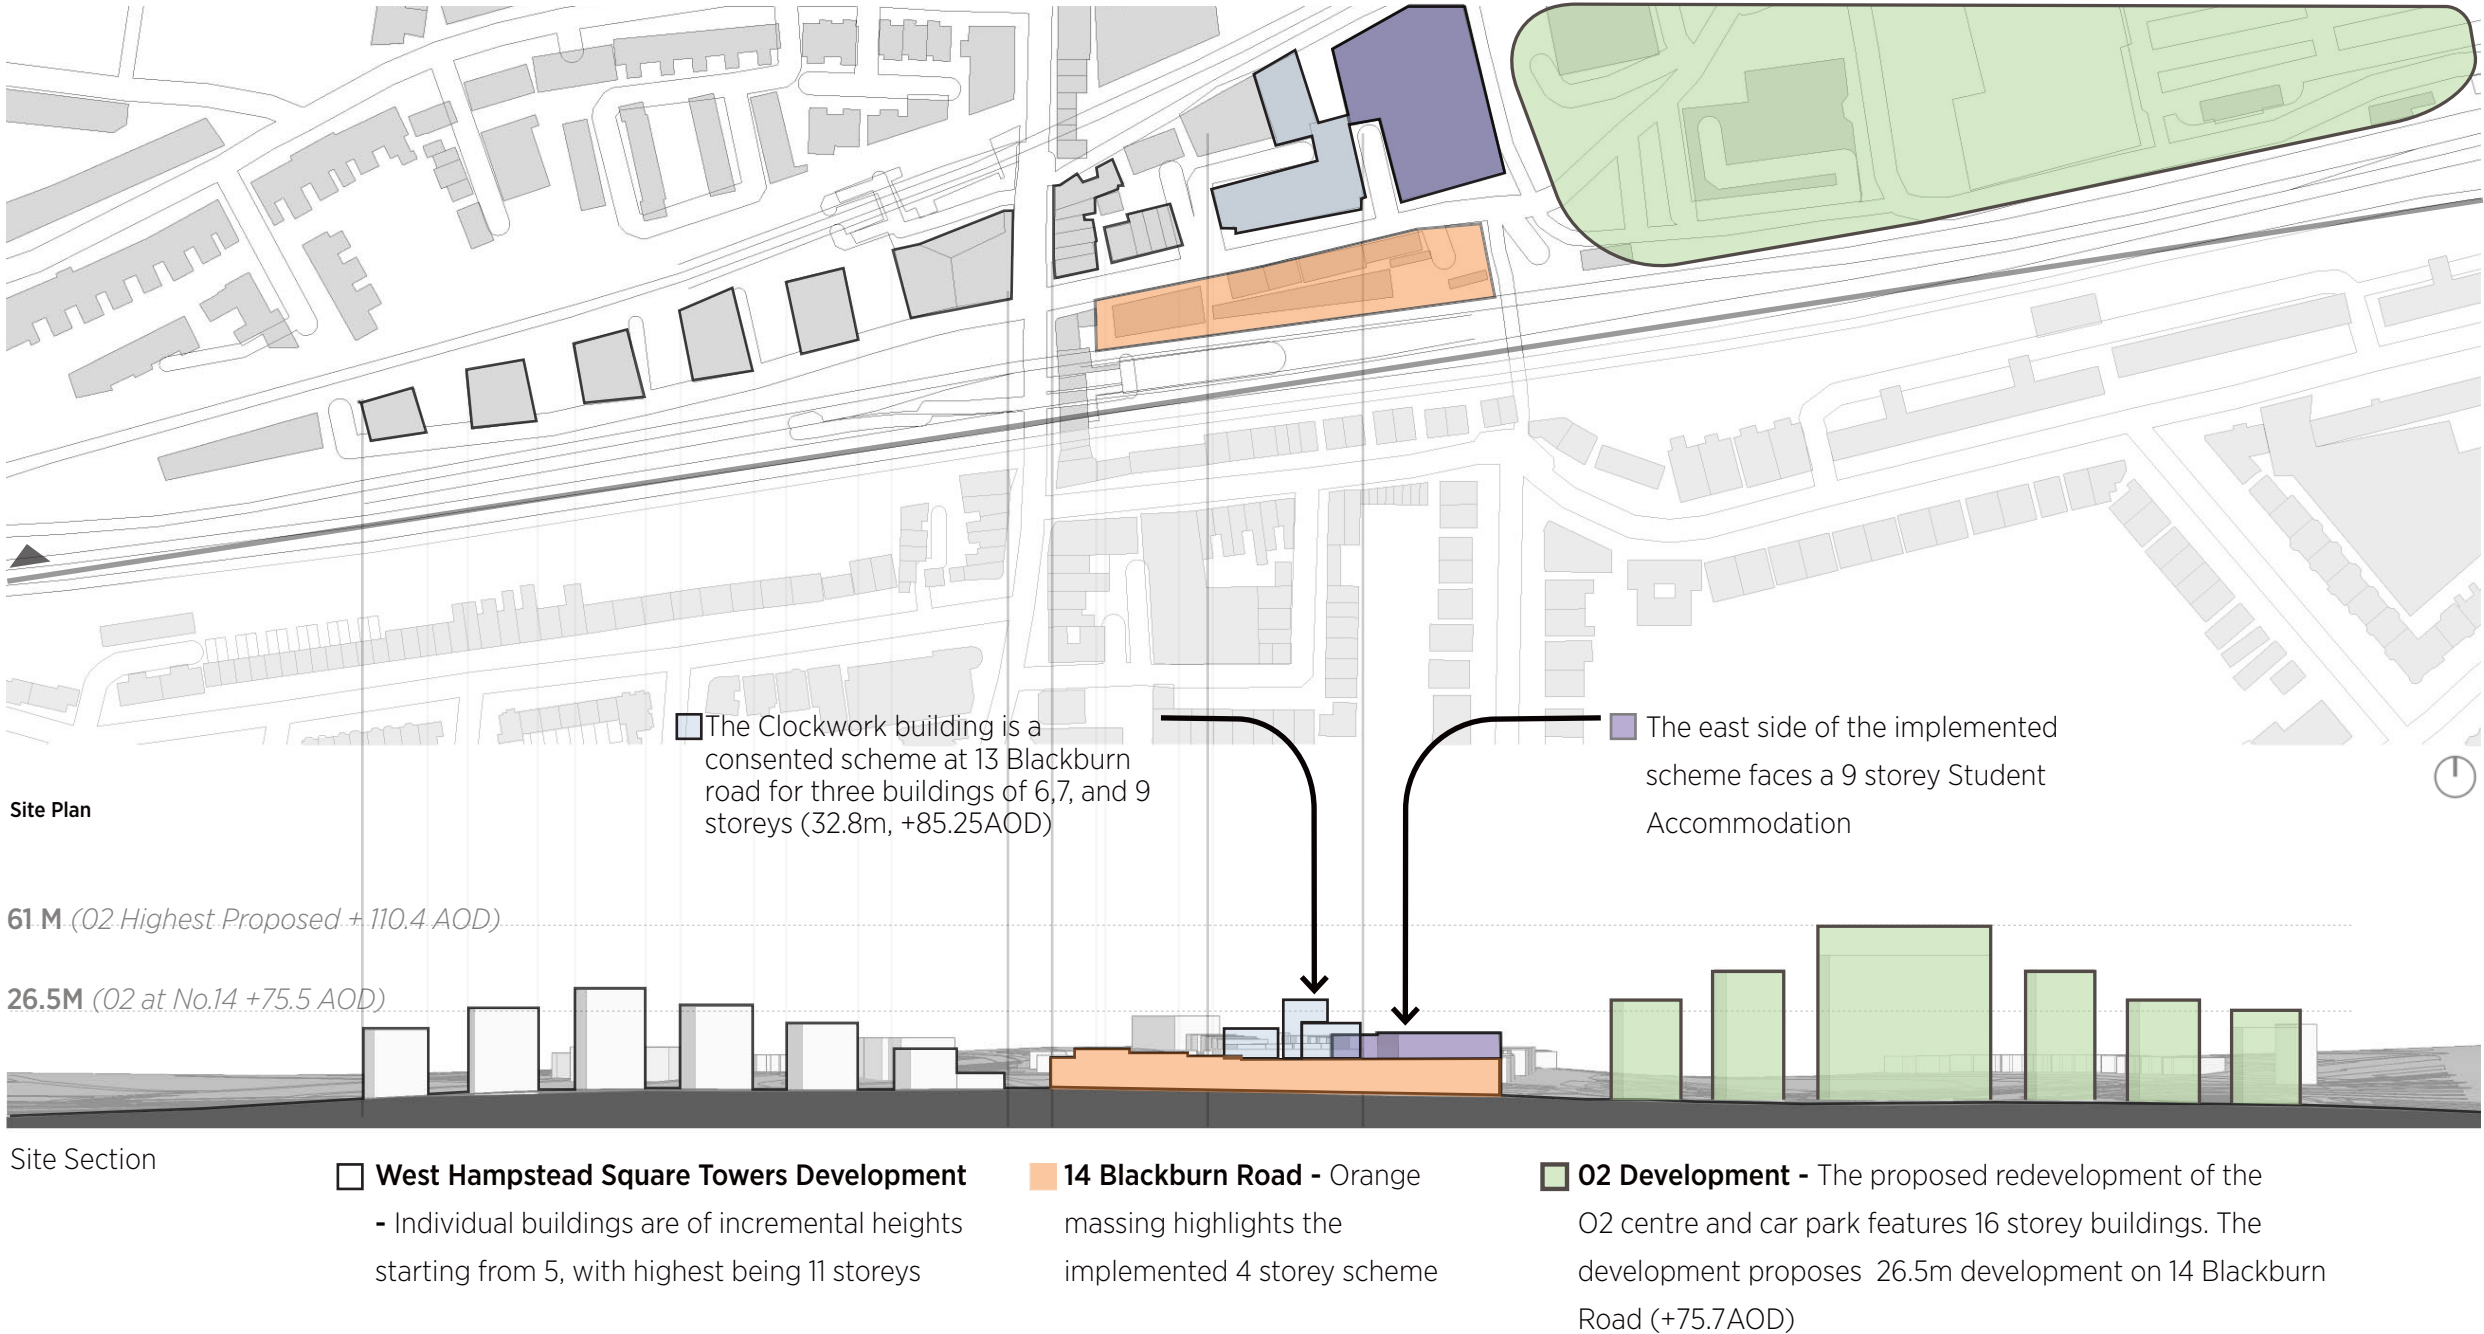 The Clockwork building is a
consented scheme at 13 Blackburn
road for three buildings of 6,7, and 9
storeys (32.8m, +85.25AOD)
The east side of the implemented
scheme faces a 9 storey Student
Accommodation
Site Plan
61 M (02 Highest Proposed + 110.4 AOD)
26.5M (02 at No.14 +75.5 AOD)
Site Section
West Hampstead Square Towers Development
- Individual buildings are of incremental heights
starting from 5, with highest being 11 storeys
14 Blackburn Road - Orange
massing highlights the
implemented 4 storey scheme
02 Development - The proposed redevelopment of the
O2 centre and car park features 16 storey buildings. The
development proposes 26.5m development on 14 Blackburn
Road (+75.7AOD)